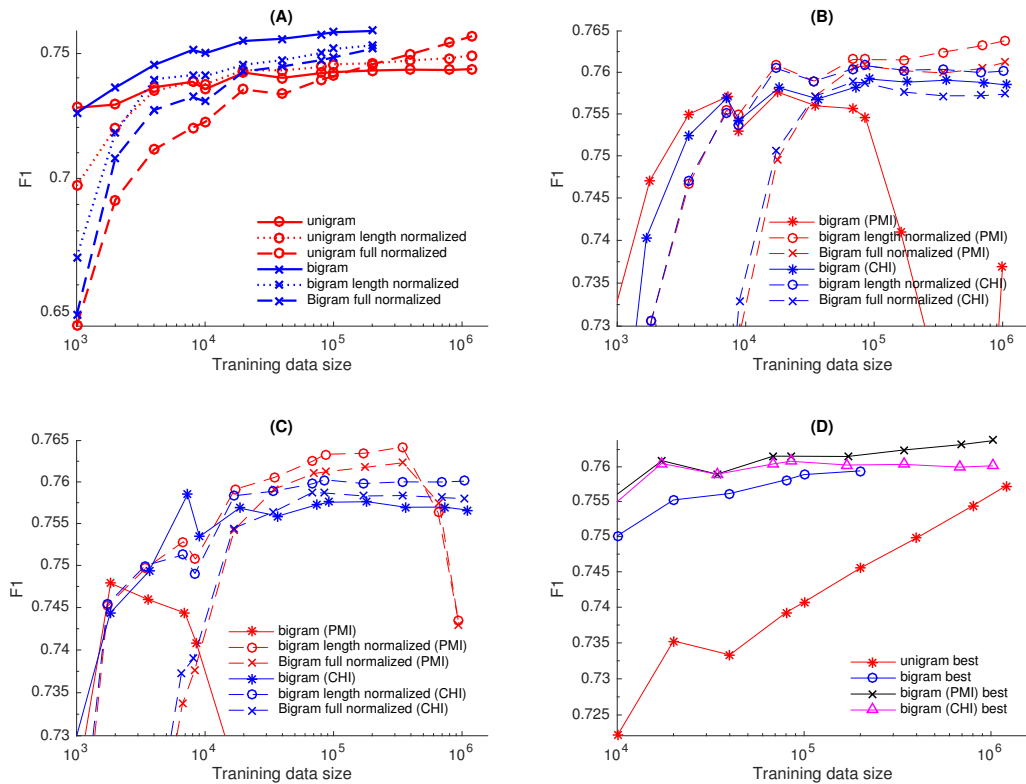 (A)
0.75
0.7
0.65
F1
10^3
10^4
10^5
10^6
Tranining data size
unigram
unigram length normalized
unigram full normalized
bigram
bigram length normalized
Bigram full normalized
(B)
0.765
0.76
0.755
0.75
0.745
0.74
0.735
0.73
F1
10^3
10^4
10^5
10^6
Tranining data size
bigram (PMI)
bigram length normalized (PMI)
Bigram full normalized (PMI)
bigram (CHI)
bigram length normalized (CHI)
Bigram full normalized (CHI)
(C)
0.765
0.76
0.755
0.75
0.745
0.74
0.735
0.73
F1
10^3
10^4
10^5
10^6
Tranining data size
bigram (PMI)
bigram length normalized (PMI)
Bigram full normalized (PMI)
bigram (CHI)
bigram length normalized (CHI)
Bigram full normalized (CHI)
(D)
0.76
0.755
0.75
0.745
0.74
0.735
0.73
0.725
F1
10^4
10^5
10^6
Tranining data size
unigram best
bigram best
bigram (PMI) best
bigram (CHI) best